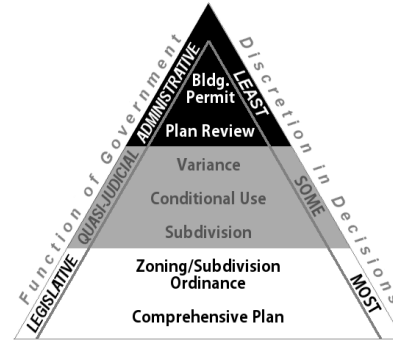 Function of Government
Discretion in Decisions
ADMINISTRATIVE
LEAST
Bldg.
Permit
Plan Review
QUASI-JUDICIAL
SOME
Variance
Conditional Use
Subdivision
LEGISLATIVE
MOST
Zoning/Subdivision
Ordinance
Comprehensive Plan